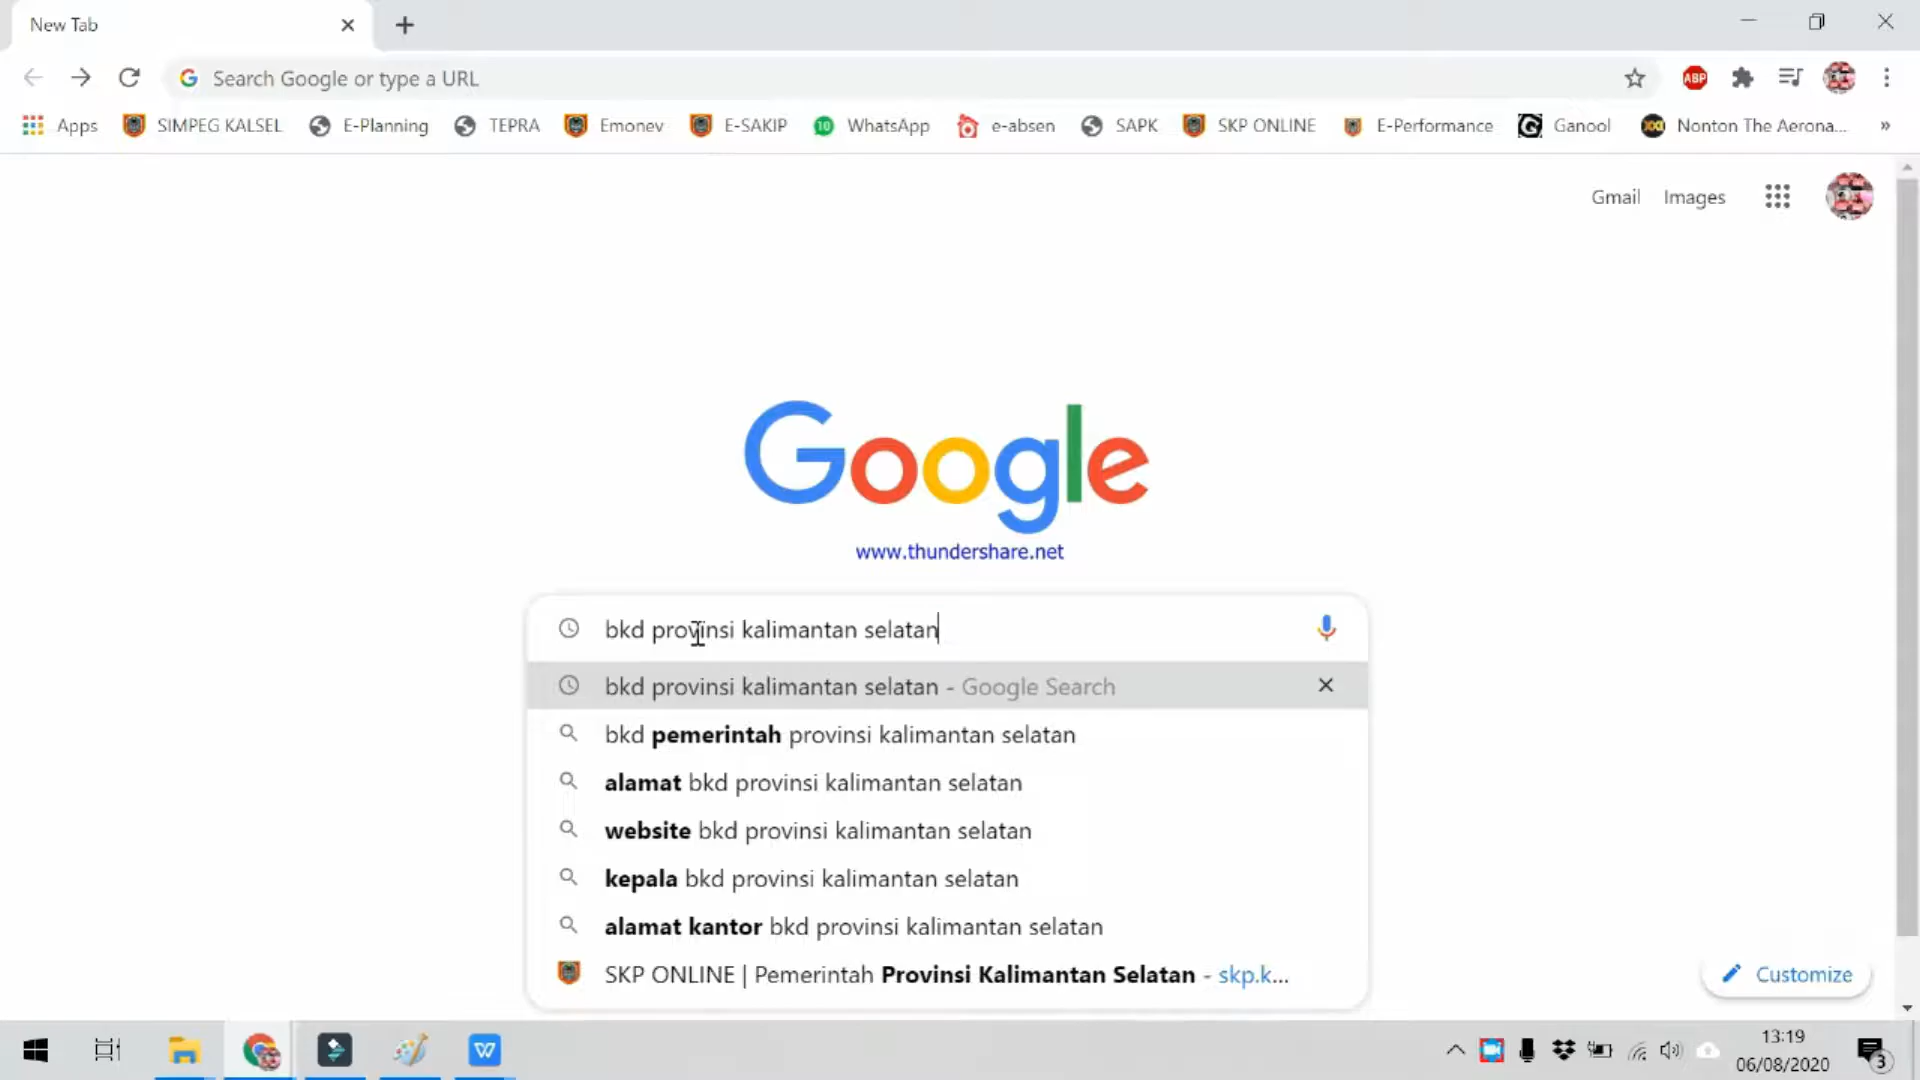 New Tab
Search Google or type a URL
ABP
Apps
SIMPEG KALSEL
E-Planning
TEPRA
Emonev
E-SAKIP
10
WhatsApp
e-absen
SAPK
SKP ONLINE
E-Performance
Ganool
Nonton The Aerona...
»
Gmail
Images
Google
www.thundershare.net
bkd provinsi kalimantan selatan
bkd provinsi kalimantan selatan - Google Search
bkd pemerintah provinsi kalimantan selatan
alamat bkd provinsi kalimantan selatan
website bkd provinsi kalimantan selatan
kepala bkd provinsi kalimantan selatan
alamat kantor bkd provinsi kalimantan selatan
SKP ONLINE | Pemerintah Provinsi Kalimantan Selatan - skp.k...
Customize
13:19
06/08/2020
3